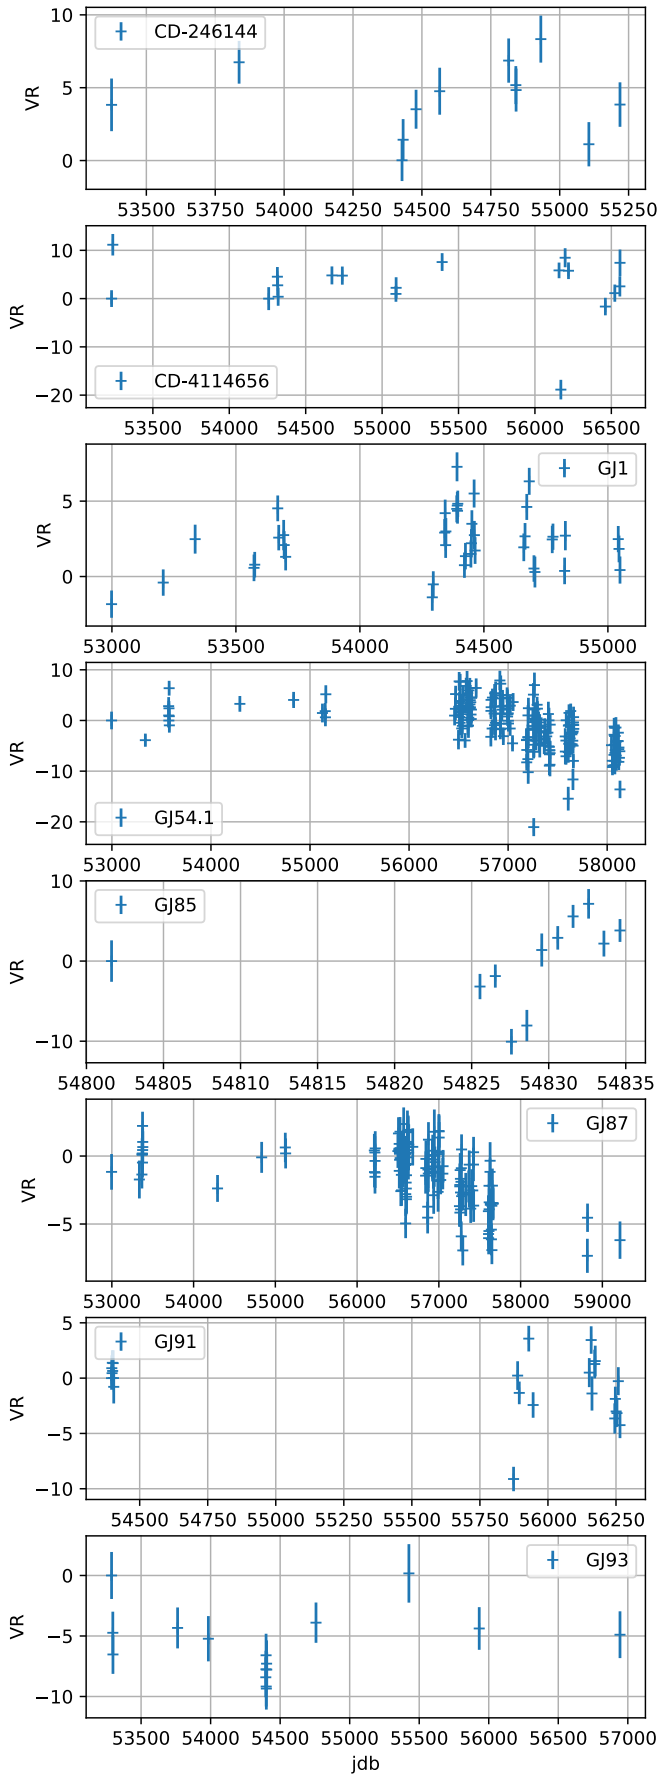 CD-246144
10
5
0
VR
53500 53750 54000 54250 54500 54750 55000 55250
10
0
−10
−20
VR
CD-4114656
53500 54000 54500 55000 55500 56000 56500
GJ1
5
0
VR
53000 53500 54000 54500 55000
10
0
−10
−20
VR
GJ54.1
53000 54000 55000 56000 57000 58000
GJ85
10
0
−10
VR
54800 54805 54810 54815 54820 54825 54830 54835
GJ87
0
−5
VR
53000 54000 55000 56000 57000 58000 59000
GJ91
5
0
−5
−10
VR
54500 54750 55000 55250 55500 55750 56000 56250
GJ93
0
−5
−10
VR
53500 54000 54500 55000 55500 56000 56500 57000
jdb